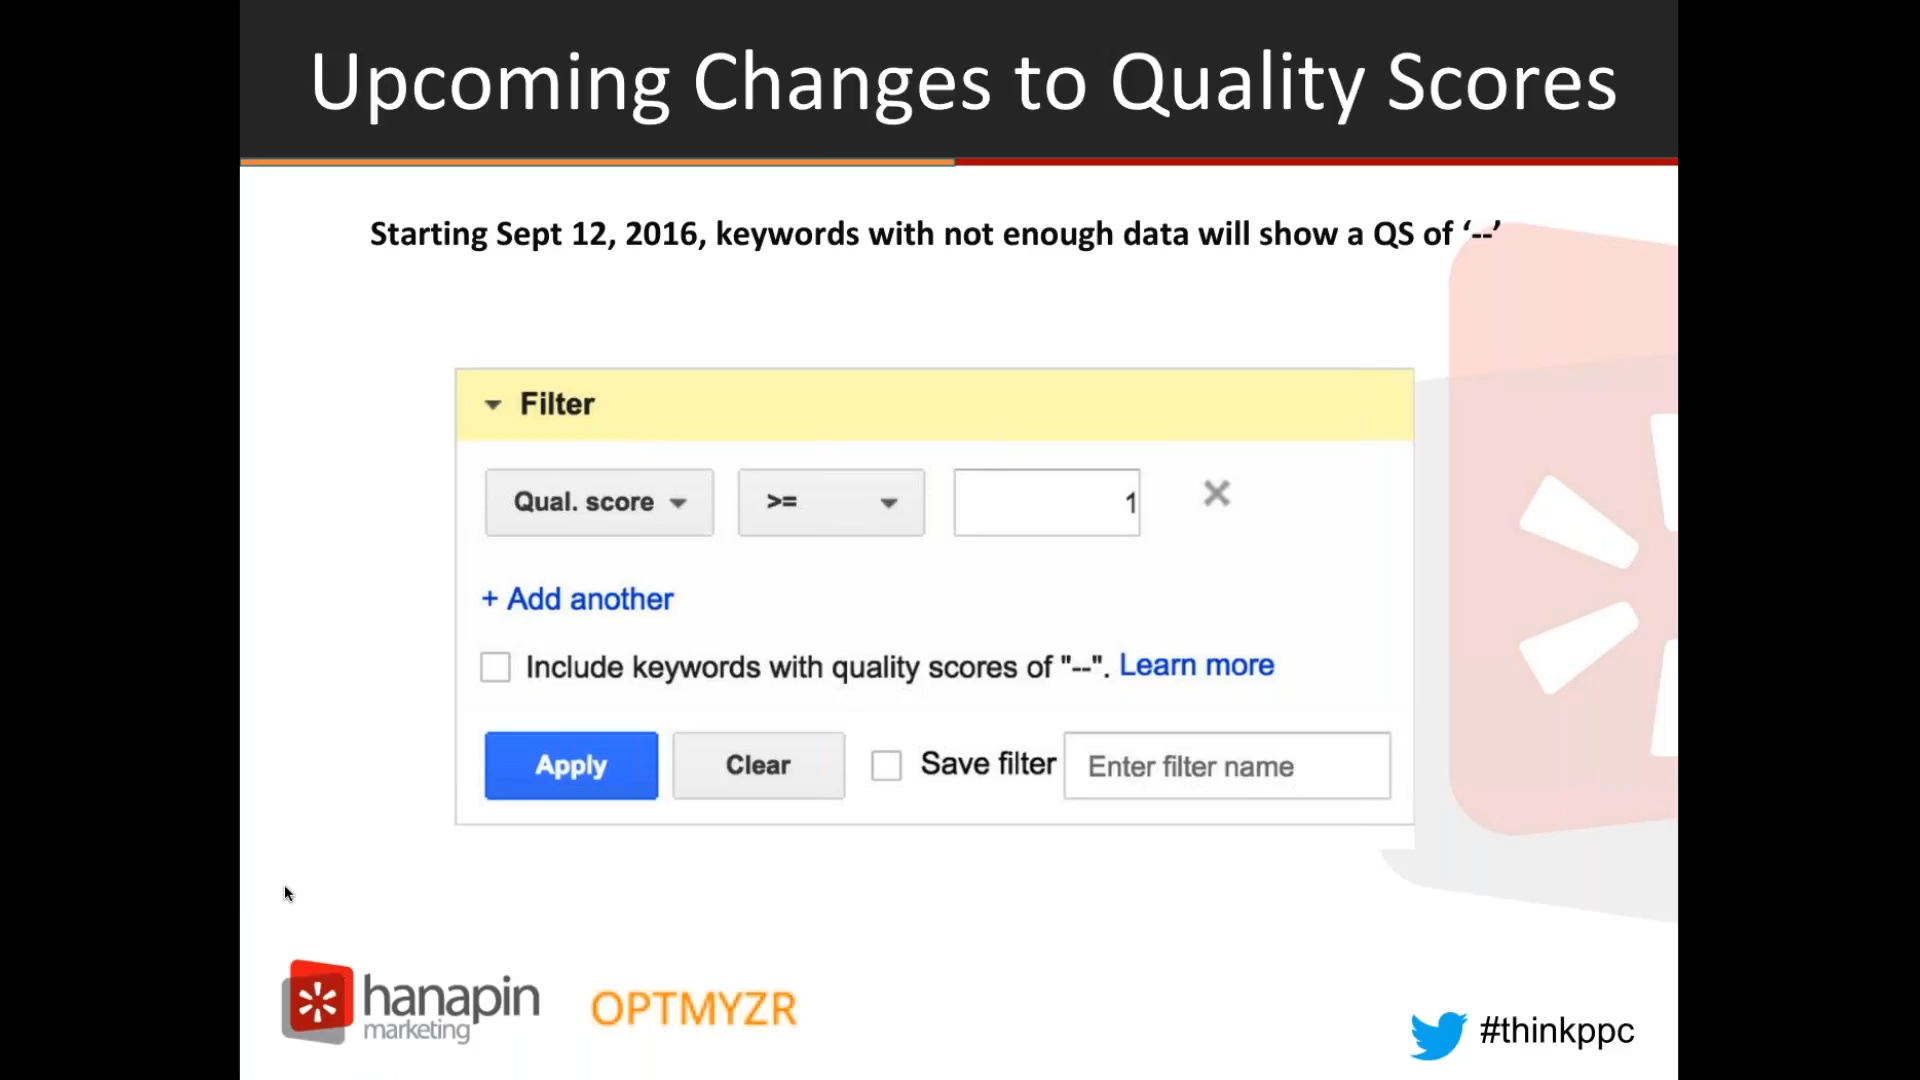 Upcoming Changes to Quality Scores
Starting Sept 12, 2016, keywords with not enough data will show a QS of ‘--’
Filter
Qual. score >= 1
+ Add another
Include keywords with quality scores of "--". Learn more
Apply Clear Save filter Enter filter name
hanapin
marketing
OPTMYZR
#thinkppc